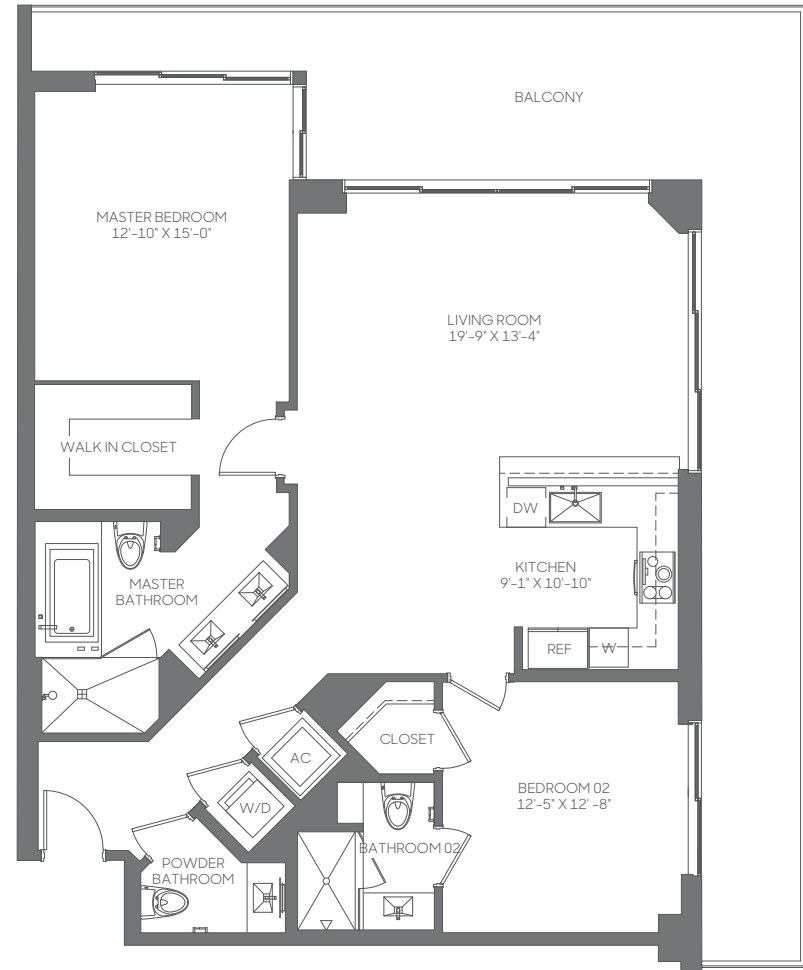 BALCONY
MASTER BEDROOM
12'-10" X 15'-0"
LIVING ROOM
19'-9" X 13'-4"
WALK IN CLOSET
DW
KITCHEN
9'-1" X 10'-10"
MASTER
BATHROOM
REF
W
CLOSET
AC
W/D
BEDROOM 02
12'-5" X 12'-8"
BATHROOM 02
POWDER
BATHROOM